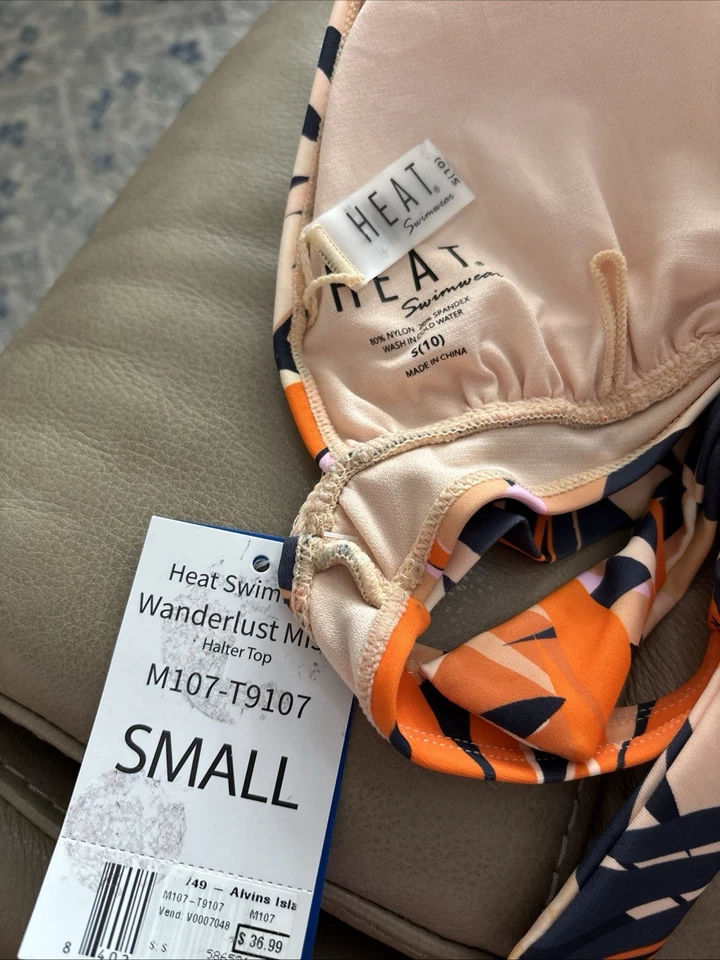 HEAT®
Swimwear
S(10)
HEAT®
Swimwear
80% NYLON 20% SPANDEX
WASH IN COLD WATER
S(10)
MADE IN CHINA
Heat Swim
Wanderlust Mis
Halter Top
M107-T9107
SMALL
/49 – Alvins Isla
M107-T9107 M107
Vend: V0007048
$ 36.99
S: S